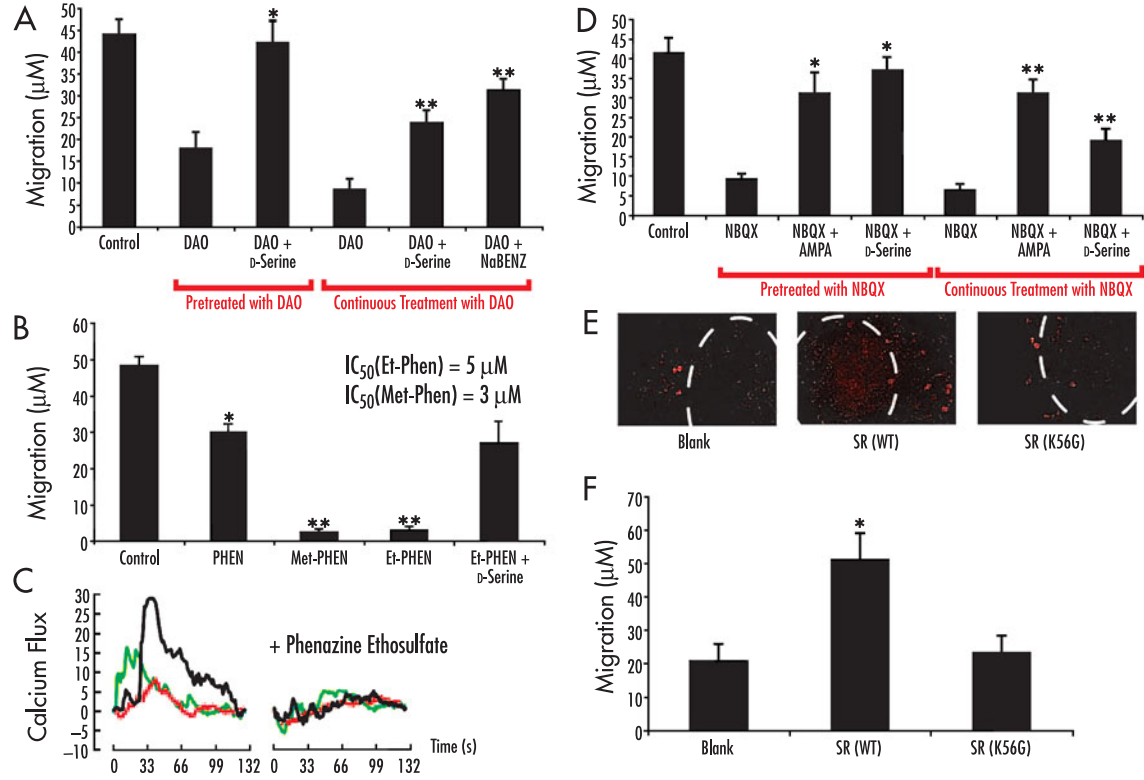 A
Migration (μM)
50
45
40
35
30
25
20
15
10
5
0
*
**
**
Control
DAO
DAO +
D-Serine
DAO
DAO +
D-Serine
DAO +
NaBENZ
Pretreated with DAO
Continuous Treatment with DAO
B
Migration (μM)
60
50
40
30
20
10
0
IC50(Et-Phen) = 5 μM
IC50(Met-Phen) = 3 μM
*
**
**
Control
PHEN
Met-PHEN
Et-PHEN
Et-PHEN +
D-Serine
C
Calcium Flux
30
25
20
15
10
5
0
–5
–10
+ Phenazine Ethosulfate
Time (s)
0 33 66 99 132
0 33 66 99 132
D
Migration (μM)
50
45
40
35
30
25
20
15
10
5
0
*
*
**
**
Control
NBQX
NBQX +
AMPA
NBQX +
D-Serine
NBQX
NBQX +
AMPA
NBQX +
D-Serine
Pretreated with NBQX
Continuous Treatment with NBQX
E
Blank
SR (WT)
SR (K56G)
F
Migration (μM)
70
60
50
40
30
20
10
0
*
Blank
SR (WT)
SR (K56G)